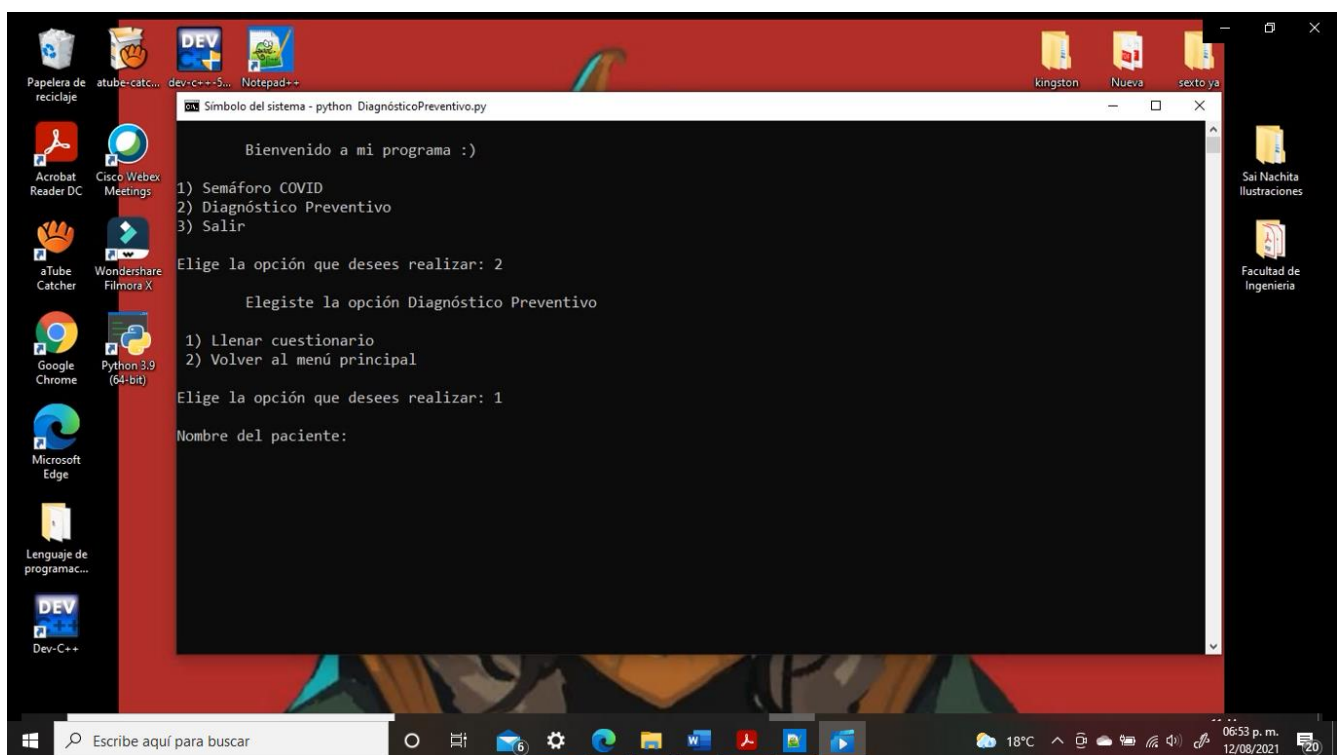 Papelera de
reciclaje
atube-catc...
dev-c++-5...
Notepad++
kingston
Nueva
sexto ya
Símbolo del sistema - python DiagnósticoPreventivo.py
Bienvenido a mi programa :)
1) Semáforo COVID
2) Diagnóstico Preventivo
3) Salir
Elige la opción que desees realizar: 2
Elegiste la opción Diagnóstico Preventivo
1) Llenar cuestionario
2) Volver al menú principal
Elige la opción que desees realizar: 1
Nombre del paciente:
Acrobat
Reader DC
Cisco Webex
Meetings
aTube
Catcher
Wondershare
Filmora X
Google
Chrome
Python 3.9
(64-bit)
Microsoft
Edge
Lenguaje de
programac...
DEV
C++
Dev-C++
Sai Nachita
Ilustraciones
Facultad de
Ingenieria
Escribe aquí para buscar
6
18°C
06:53 p. m.
12/08/2021
20